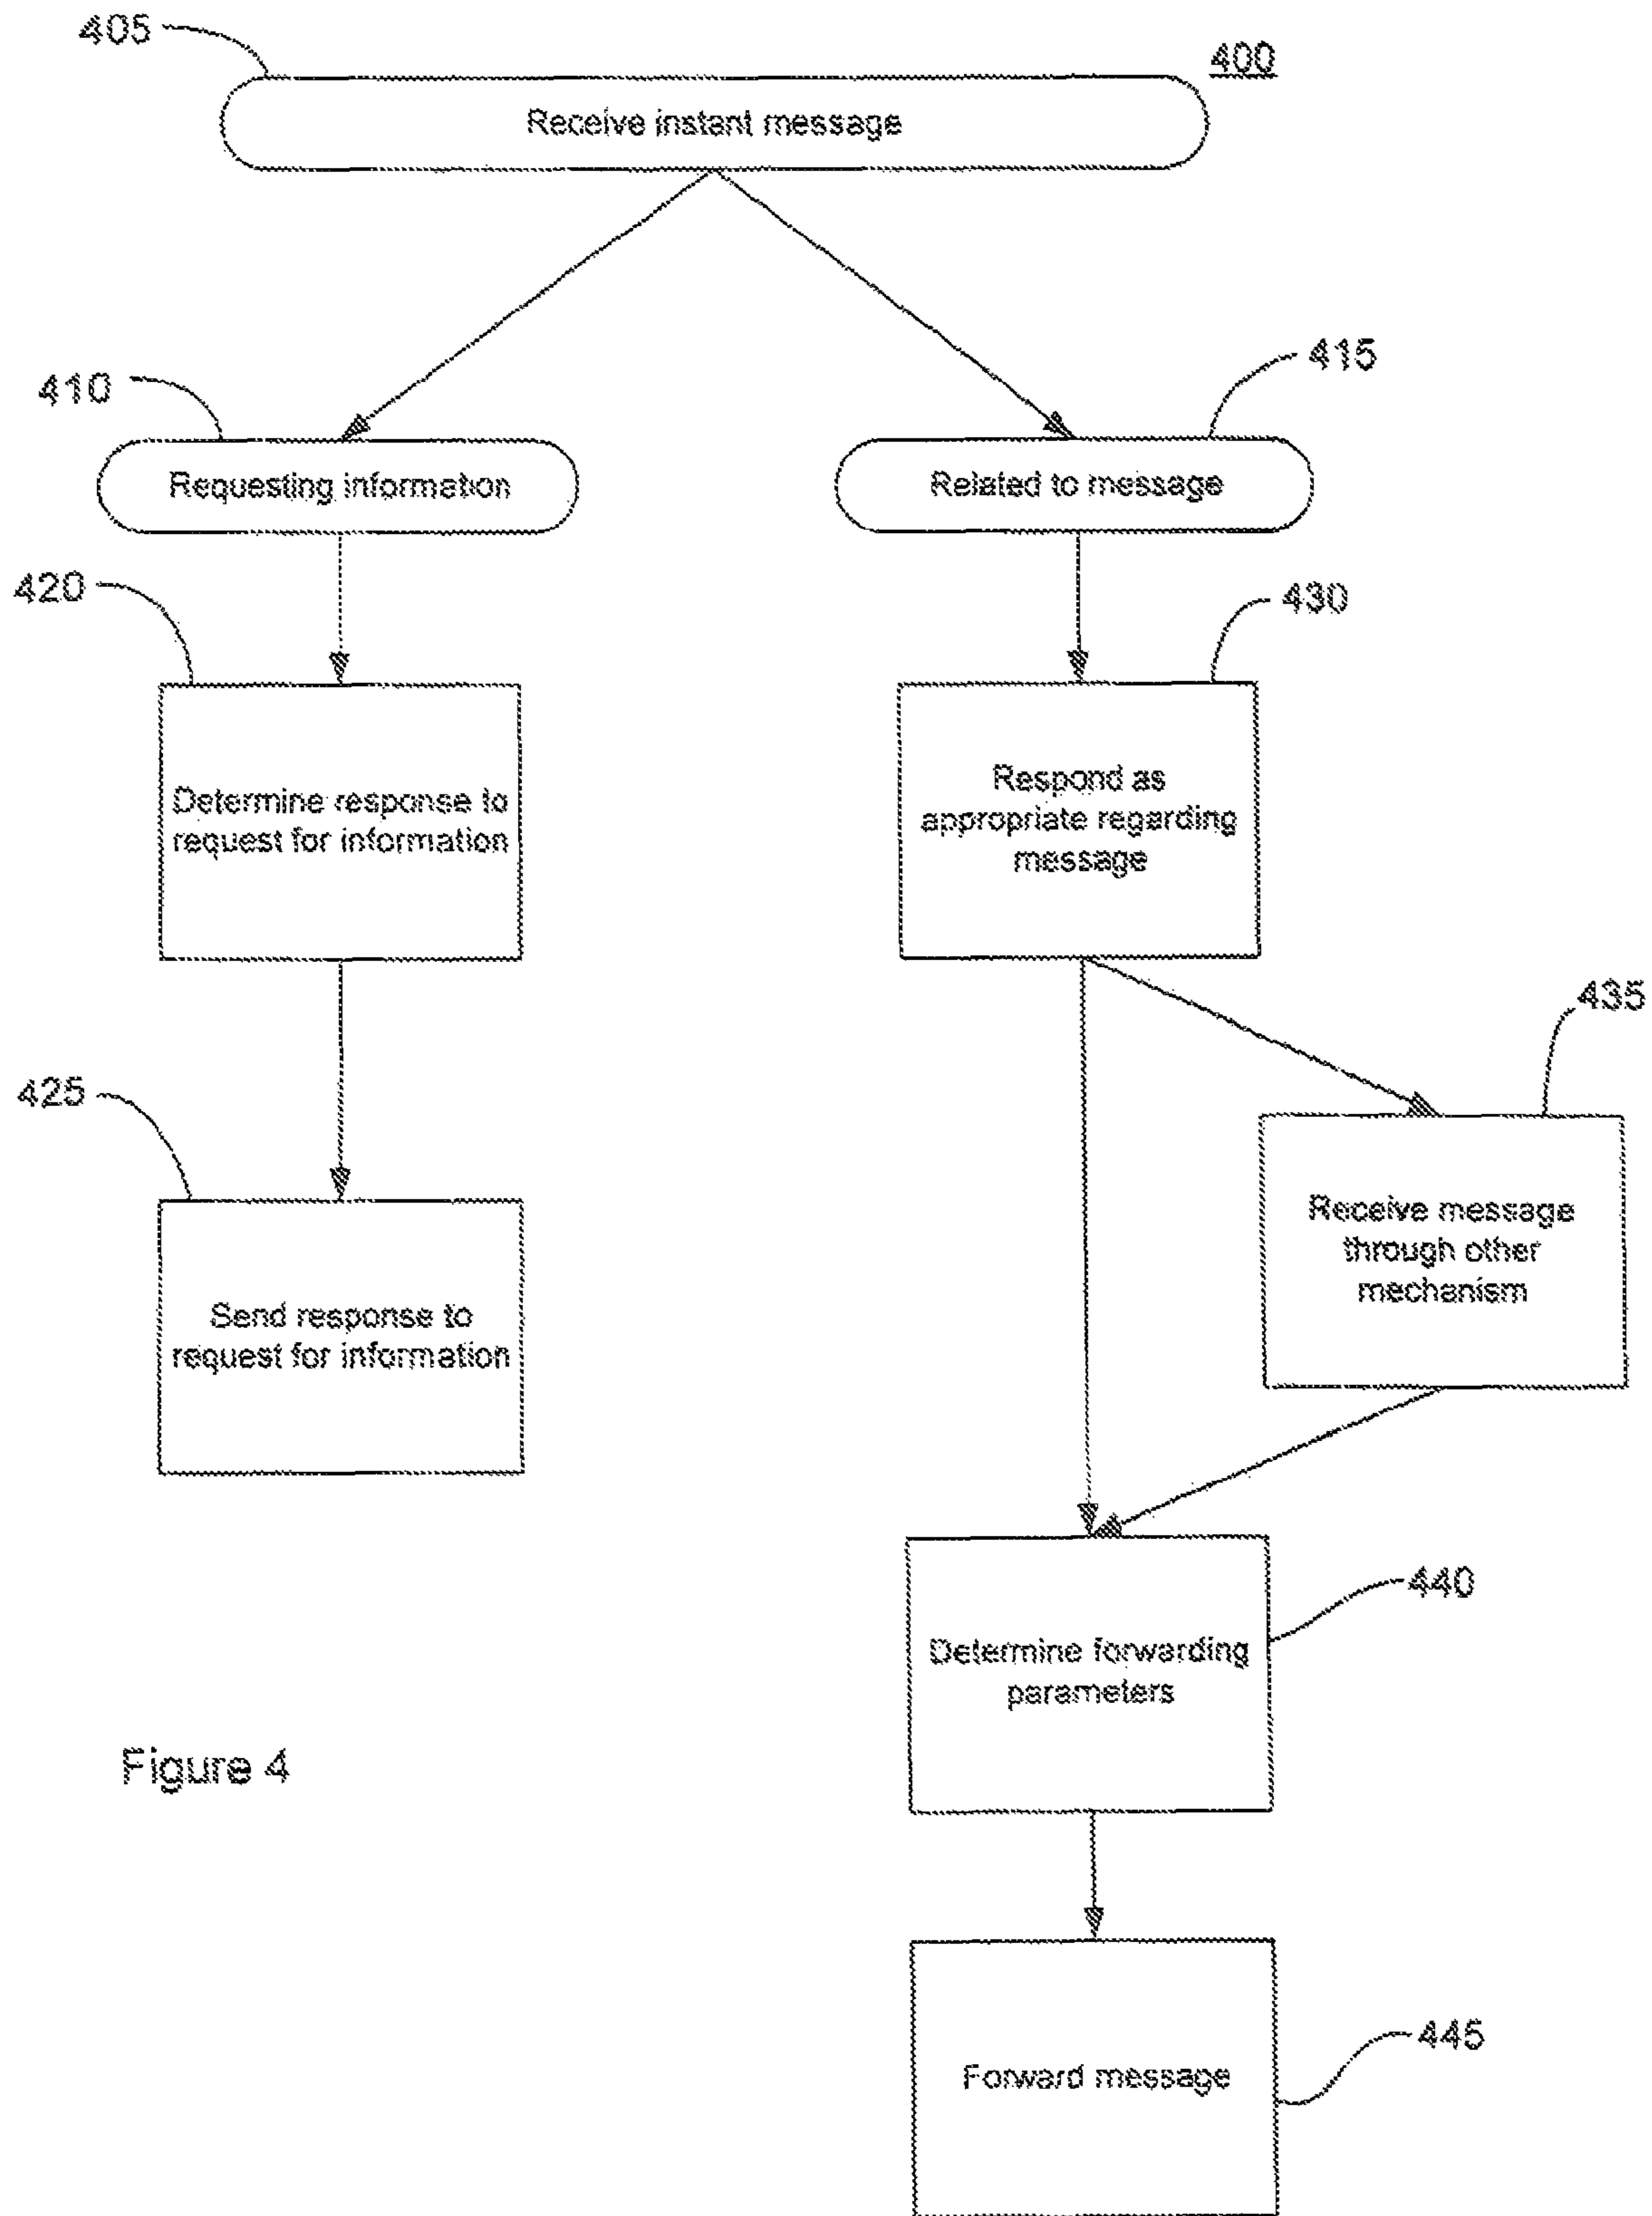 405
400
Receive instant message
410
415
Requesting information
Related to message
420
430
Determine response to
request for information
Respond as
appropriate regarding
message
425
435
Send response to
request for information
Receive message
through other
mechanism
440
Determine forwarding
parameters
Figure 4
445
Forward message